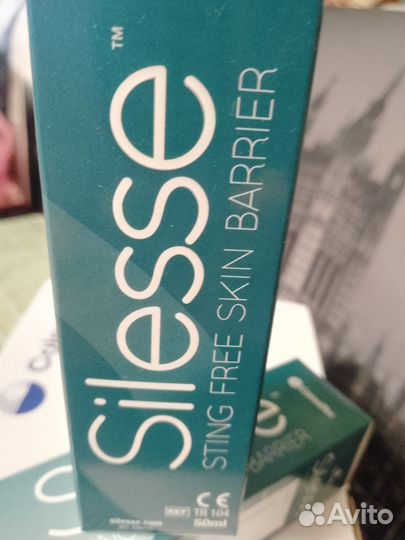 Silesse™
STING FREE SKIN BARRIER
CE
REF TR 104
50ml
silesse.com
BARRIER
Avito